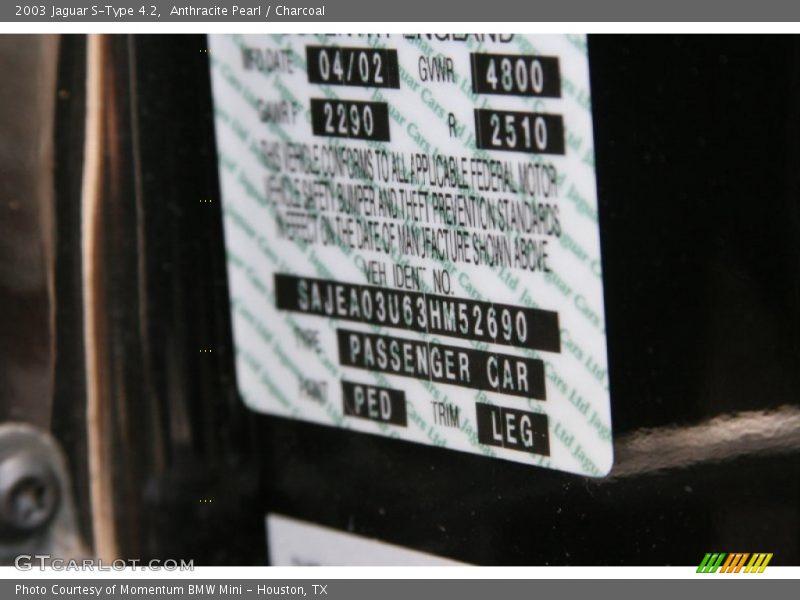 2003 Jaguar S-Type 4.2, Anthracite Pearl / Charcoal
MFD.DATE 04/02 GVWR 4800
GAWR F 2290 R 2510
THIS VEHICLE CONFORMS TO ALL APPLICABLE FEDERAL MOTOR
VEHICLE SAFETY BUMPER AND THEFT PREVENTION STANDARDS
IN EFFECT ON THE DATE OF MANUFACTURE SHOWN ABOVE
VEH IDENT NO.
SAJEA03U63HM52690
TYPE PASSENGER CAR
PAINT PED TRIM LEG
GTCARLOT.COM
Photo Courtesy of Momentum BMW Mini - Houston, TX